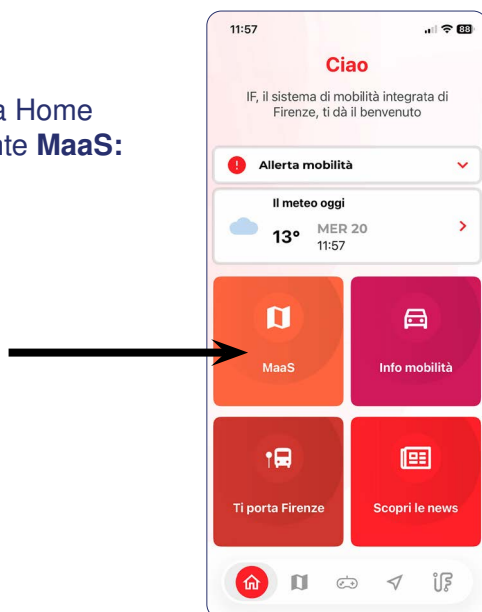 11:57
88
Ciao
a Home
IF, il sistema di mobilità integrata di
Firenze, ti dà il benvenuto
nte MaaS:
Allerta mobilità
Il meteo oggi
13° MER 20
11:57
MaaS
Info mobilità
Ti porta Firenze
Scopri le news
iF